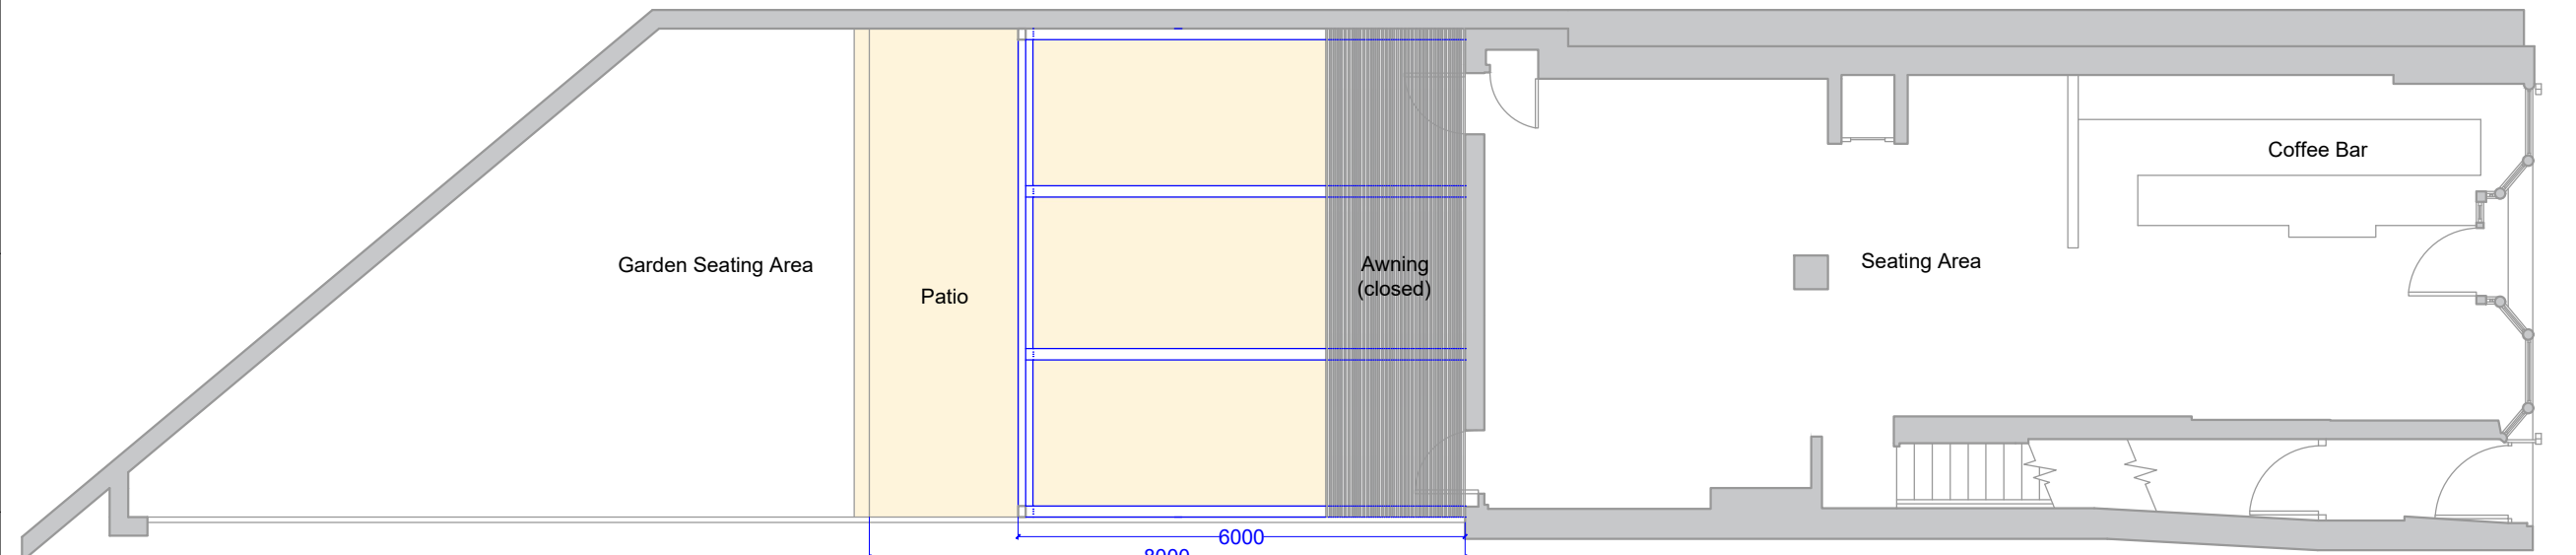 Coffee Bar
Garden Seating Area
Patio
Awning
(closed)
Seating Area
6000
8000